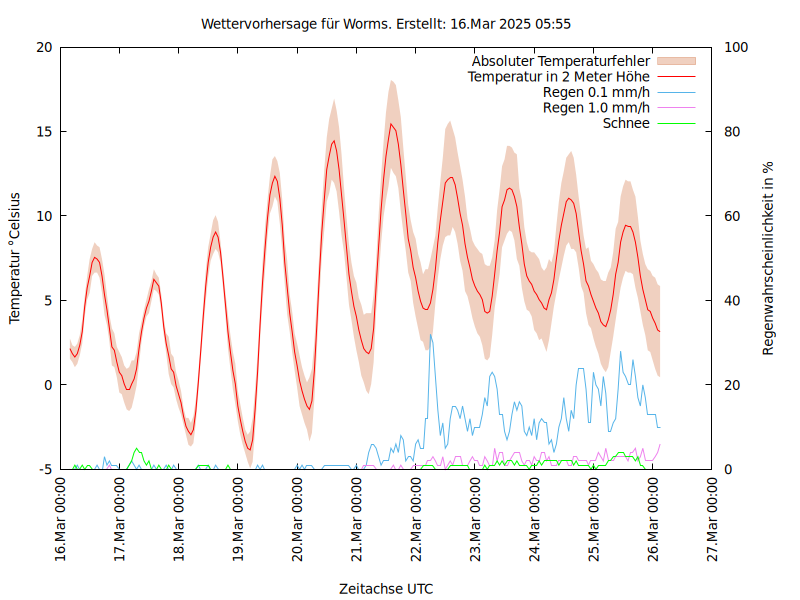 Wettervorhersage für Worms. Erstellt: 16.Mar 2025 05:55
20 100
Absoluter Temperaturfehler
Temperatur in 2 Meter Höhe
Regen 0.1 mm/h
Regen 1.0 mm/h
Schnee
15 80
10 60
5 40
0 20
-5 0
Temperatur °Celsius
Regenwahrscheinlichkeit in %
16.Mar 00:00
17.Mar 00:00
18.Mar 00:00
19.Mar 00:00
20.Mar 00:00
21.Mar 00:00
22.Mar 00:00
23.Mar 00:00
24.Mar 00:00
25.Mar 00:00
26.Mar 00:00
27.Mar 00:00
Zeitachse UTC